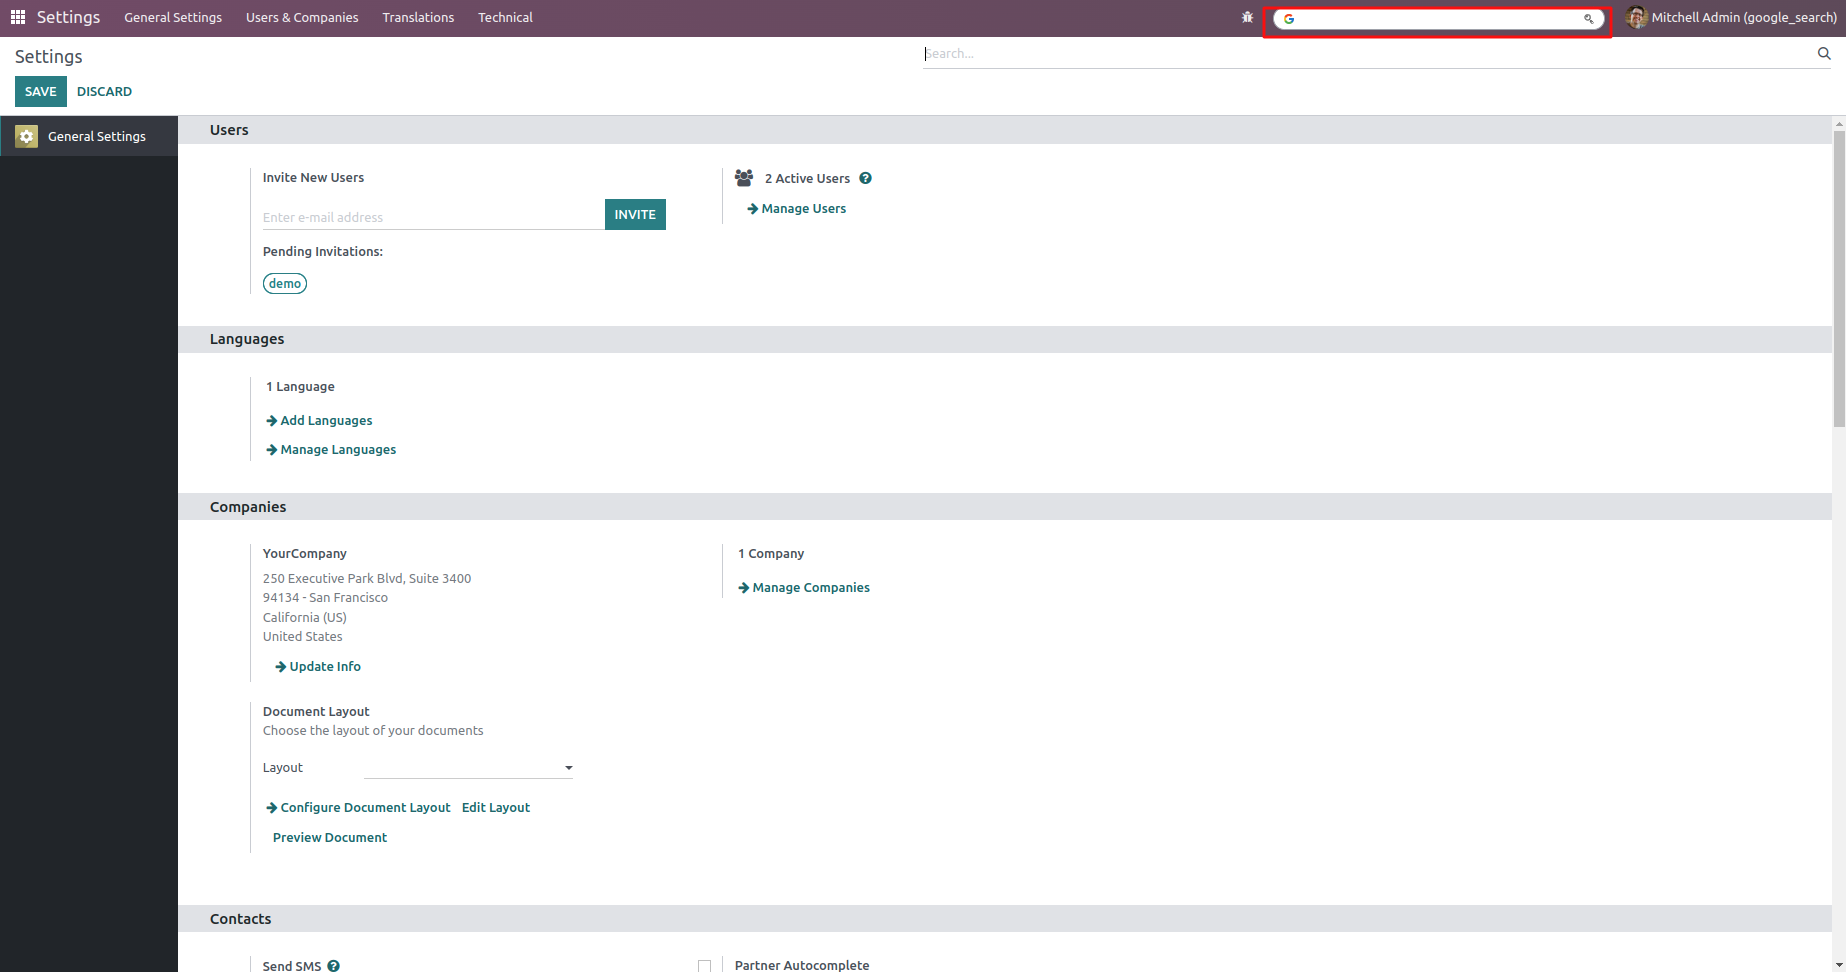 Settings General Settings Users & Companies Translations Technical Mitchell Admin (google_search)
Settings
Search...
SAVE DISCARD
General Settings
Users
Invite New Users
2 Active Users
Enter e-mail address INVITE
Manage Users
Pending Invitations:
demo
Languages
1 Language
Add Languages
Manage Languages
Companies
YourCompany
1 Company
250 Executive Park Blvd, Suite 3400
Manage Companies
94134 - San Francisco
California (US)
United States
Update Info
Document Layout
Choose the layout of your documents
Layout
Configure Document Layout Edit Layout
Preview Document
Contacts
Send SMS
Partner Autocomplete